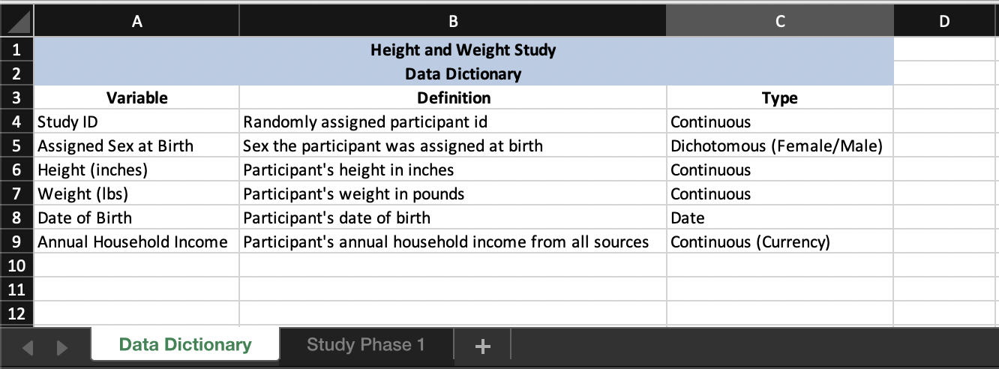 A B C D
1 Height and Weight Study
2 Data Dictionary
3 Variable Definition Type
4 Study ID Randomly assigned participant id Continuous
5 Assigned Sex at Birth Sex the participant was assigned at birth Dichotomous (Female/Male)
6 Height (inches) Participant's height in inches Continuous
7 Weight (lbs) Participant's weight in pounds Continuous
8 Date of Birth Participant's date of birth Date
9 Annual Household Income Participant's annual household income from all sources Continuous (Currency)
10
11
12
Data Dictionary Study Phase 1 +